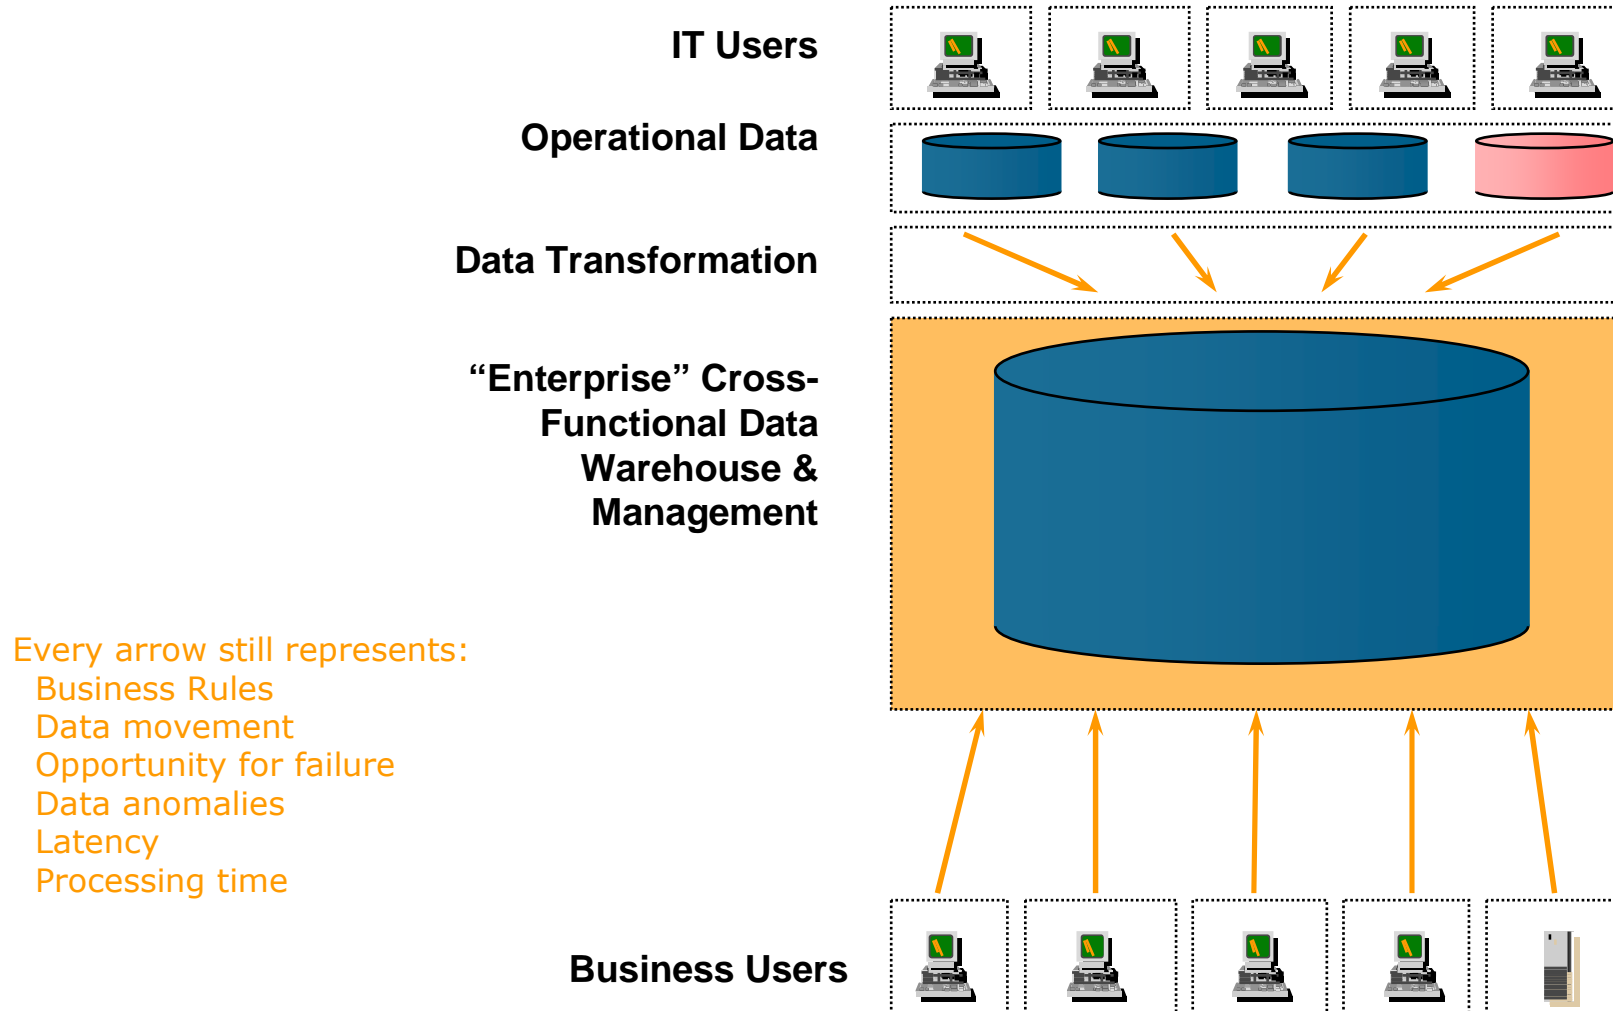 IT Users
Operational Data
Data Transformation
“Enterprise” Cross-
Functional Data
Warehouse &
Management
Every arrow still represents:
Business Rules
Data movement
Opportunity for failure
Data anomalies
Latency
Processing time
Business Users